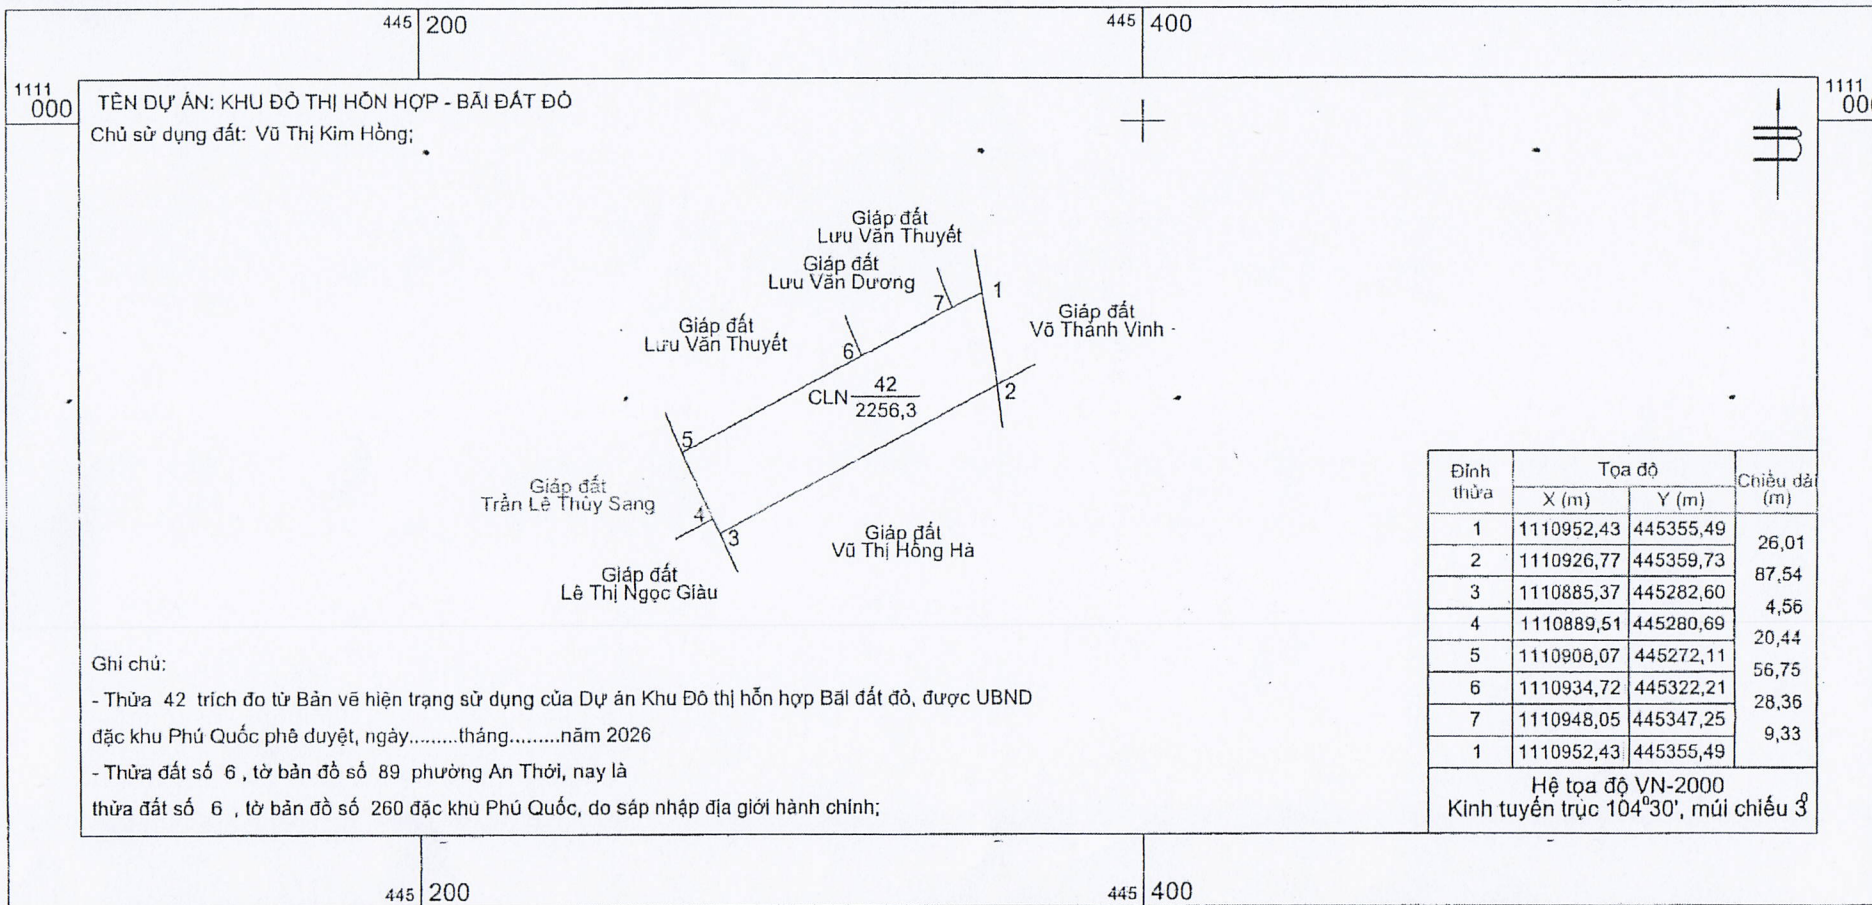 445 200
445 400
1111
000
1111
000
TÊN DỰ ÁN: KHU ĐÔ THỊ HỖN HỢP - BÃI ĐẤT ĐỎ
Chủ sử dụng đất: Vũ Thị Kim Hồng;
Giáp đất
Lưu Văn Thuyết
Giáp đất
Lưu Văn Dương
7
1
Giáp đất
Võ Thành Vinh
Giáp đất
Lưu Văn Thuyết
6
CLN 42
2256,3
2
5
Giáp đất
Trần Lê Thúy Sang
4
3
Giáp đất
Vũ Thị Hồng Hà
Giáp đất
Lê Thị Ngọc Giàu
Đỉnh thửa Tọa độ Chiều dài (m)
X (m) Y (m)
1 1110952,43 445355,49
26,01
2 1110926,77 445359,73
87,54
3 1110885,37 445282,60
4,56
4 1110889,51 445280,69
20,44
5 1110908,07 445272,11
56,75
6 1110934,72 445322,21
28,36
7 1110948,05 445347,25
9,33
1 1110952,43 445355,49
Hệ tọa độ VN-2000
Kinh tuyến trục 104⁰30', múi chiếu 3⁰
Ghi chú:
- Thửa 42 trích đo từ Bản vẽ hiện trạng sử dụng của Dự án Khu Đô thị hỗn hợp Bãi đất đỏ, được UBND
đặc khu Phú Quốc phê duyệt, ngày.........tháng.........năm 2026
- Thửa đất số 6 , tờ bản đồ số 89 phường An Thới, nay là
thửa đất số 6 , tờ bản đồ số 260 đặc khu Phú Quốc, do sáp nhập địa giới hành chính;
445 200
445 400